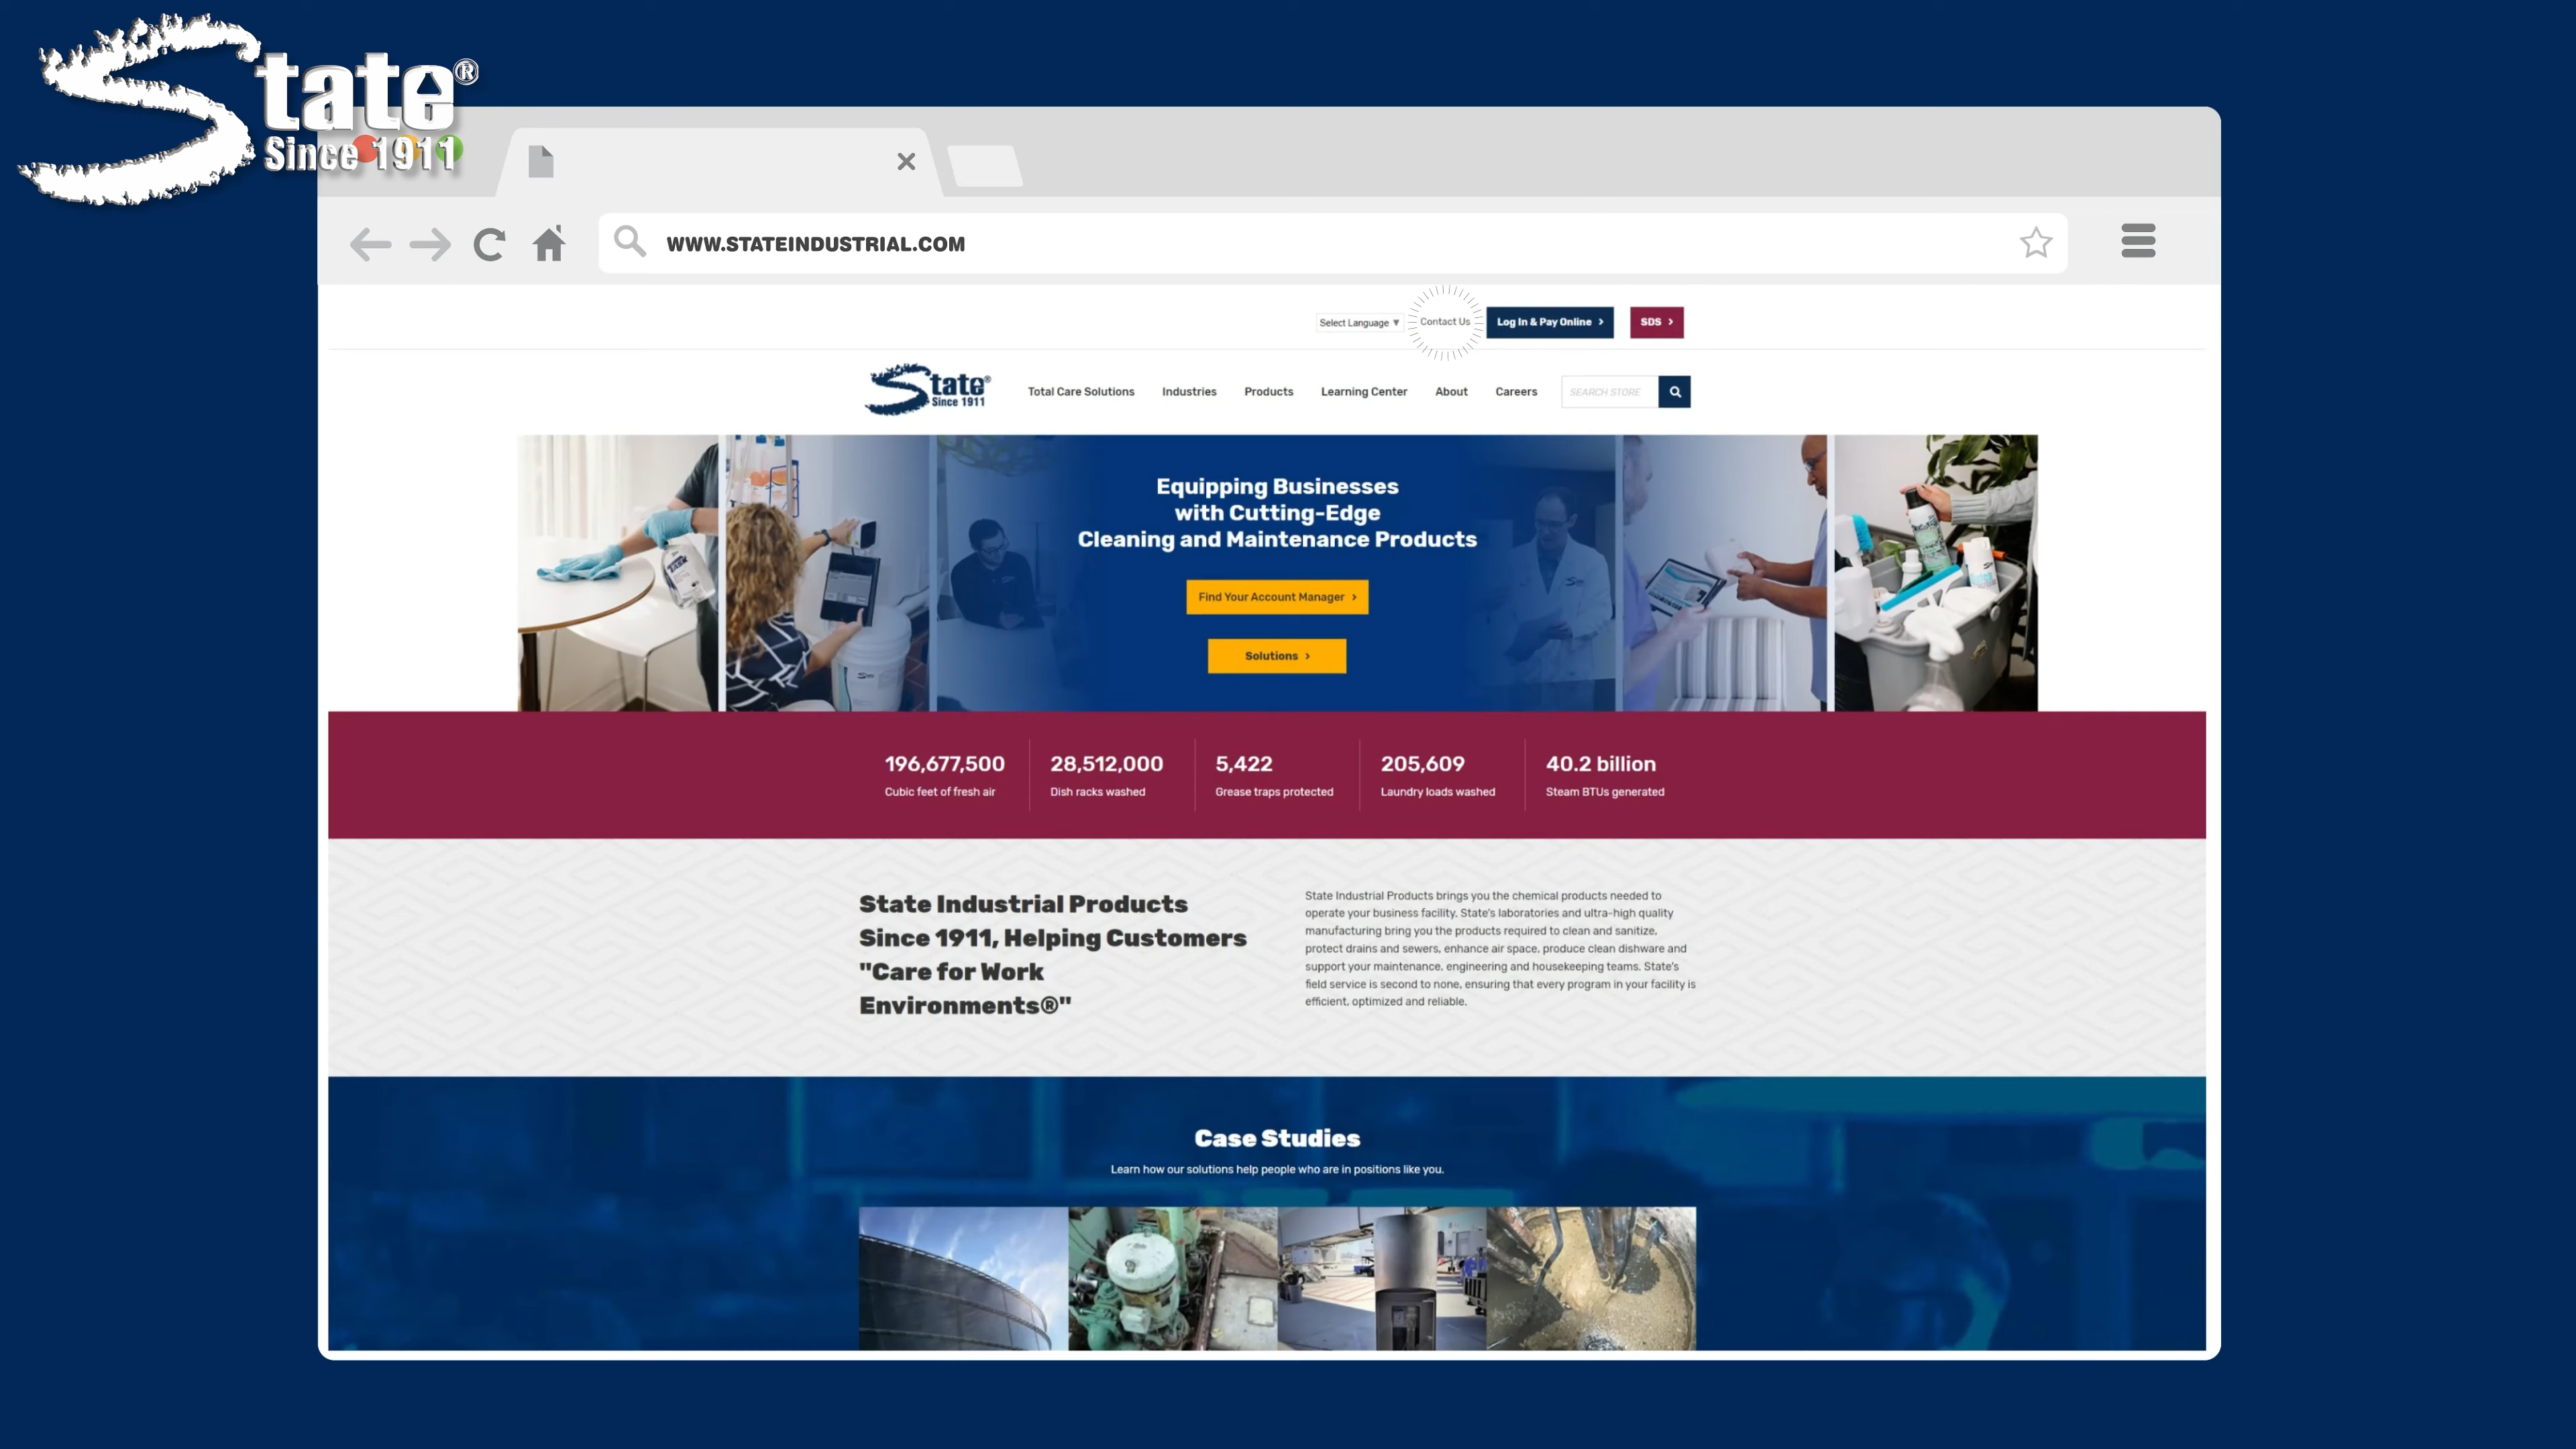 State®
Since 1911
WWW.STATEINDUSTRIAL.COM
Select Language ▼
Contact Us
Log In & Pay Online >
SDS >
State®
Since 1911
Total Care Solutions
Industries
Products
Learning Center
About
Careers
SEARCH STORE
Equipping Businesses
with Cutting-Edge
Cleaning and Maintenance Products
Find Your Account Manager >
Solutions >
196,677,500
Cubic feet of fresh air
28,512,000
Dish racks washed
5,422
Grease traps protected
205,609
Laundry loads washed
40.2 billion
Steam BTUs generated
State Industrial Products
Since 1911, Helping Customers
"Care for Work
Environments®"
State Industrial Products brings you the chemical products needed to
operate your business facility. State's laboratories and ultra-high quality
manufacturing bring you the products required to clean and sanitize,
protect drains and sewers, enhance air space, produce clean dishware and
support your maintenance, engineering and housekeeping teams. State's
field service is second to none, ensuring that every program in your facility is
efficient, optimized and reliable.
Case Studies
Learn how our solutions help people who are in positions like you.